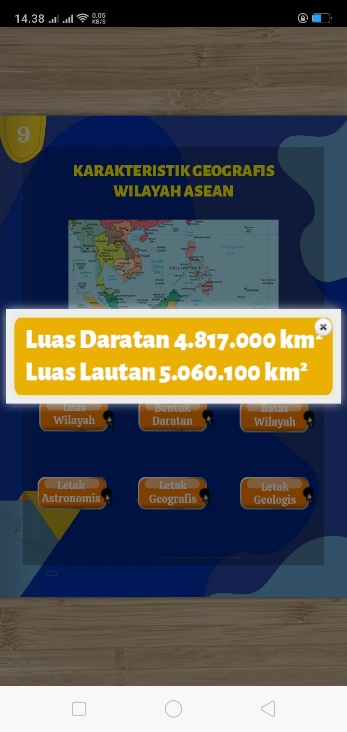 14.38
0.05
KB/S
9
KARAKTERISTIK GEOGRAFIS
WILAYAH ASEAN
PHILIPPINES
Luas Daratan 4.817.000 km²
Luas Lautan 5.060.100 km²
Luas
Wilayah
Bentuk
Daratan
Batas
Wilayah
Letak
Astronomis
Letak
Geografis
Letak
Geologis